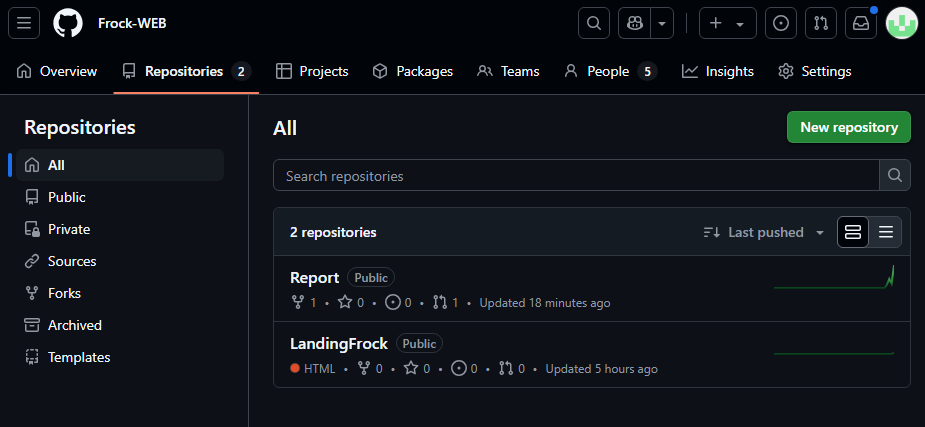 Frock-WEB
Overview Repositories 2 Projects Packages Teams People 5 Insights Settings
Repositories
All
Public
Private
Sources
Forks
Archived
Templates
All
New repository
Search repositories
2 repositories Last pushed
Report Public
1 • 0 • 0 • 1 • Updated 18 minutes ago
LandingFrock Public
HTML • 0 • 0 • 0 • 0 • Updated 5 hours ago